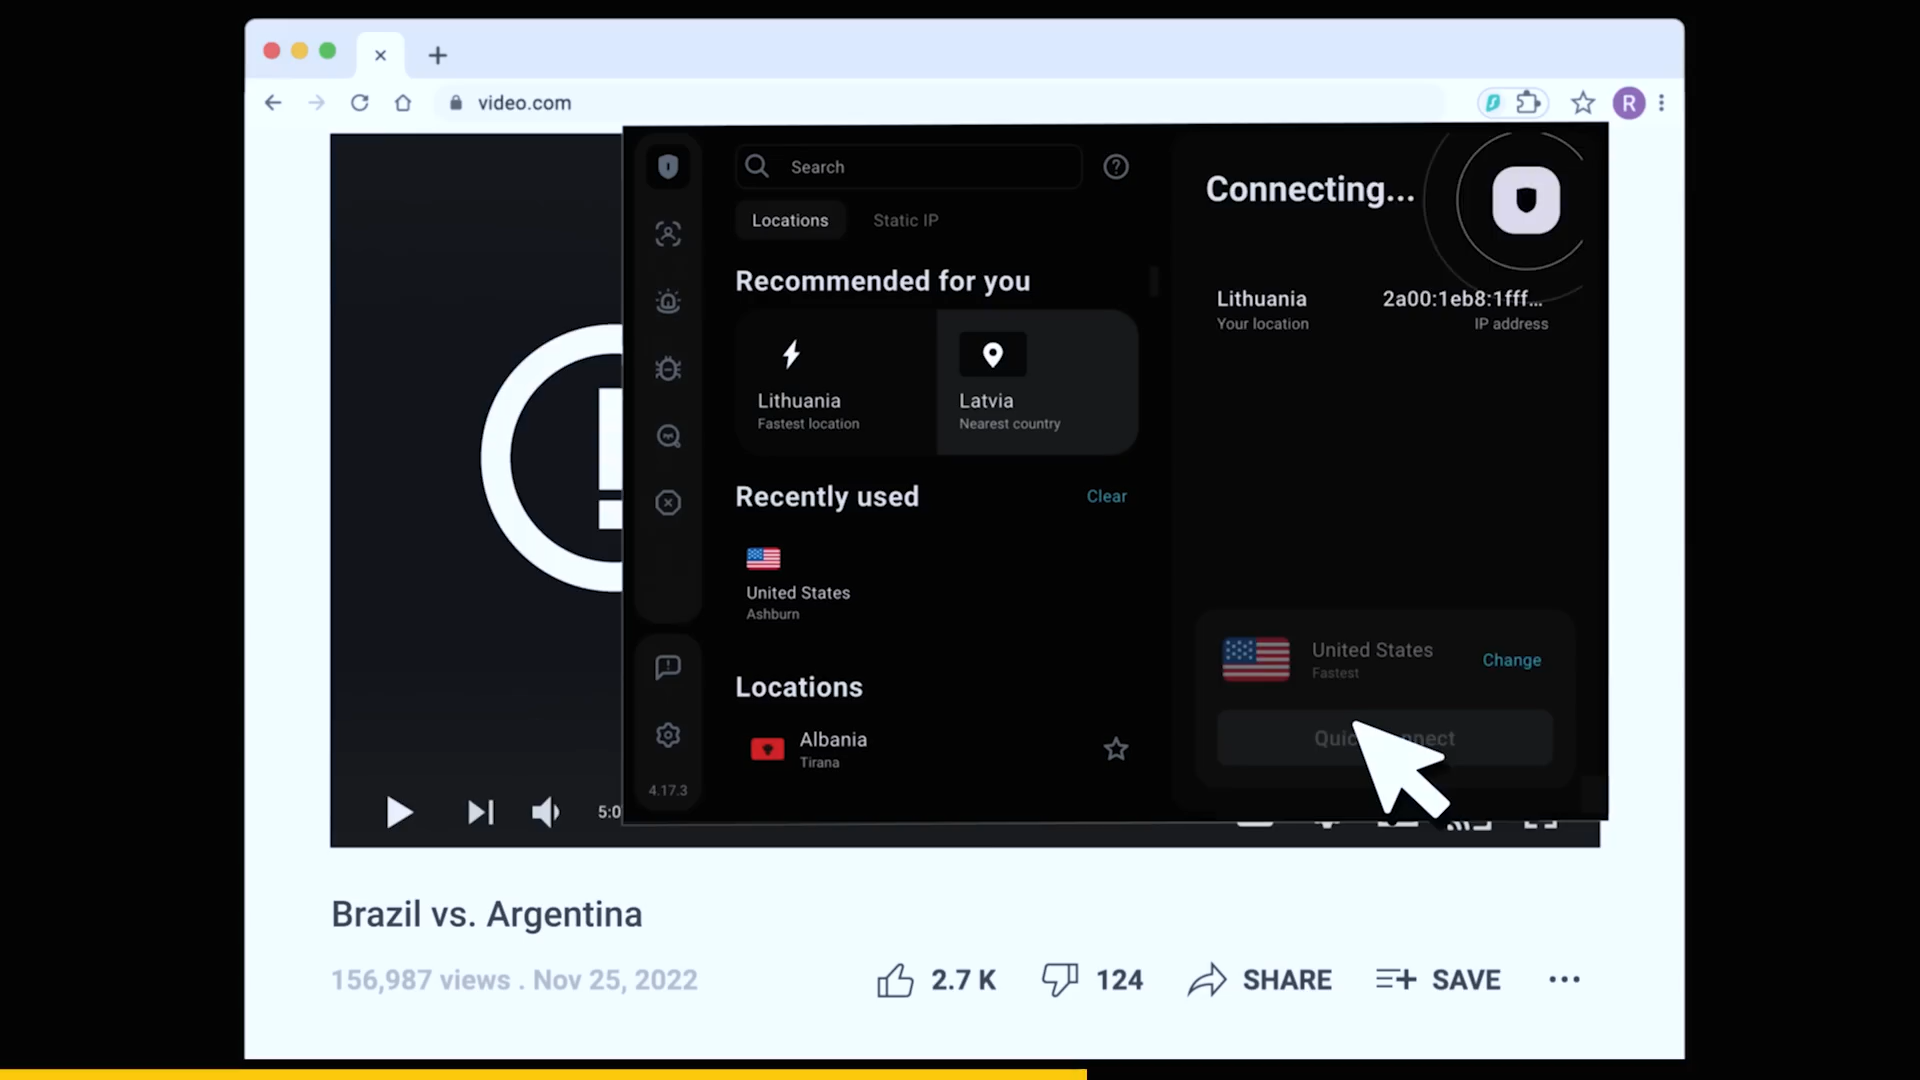 video.com
R
Search
Locations
Static IP
Recommended for you
Lithuania
Fastest location
Latvia
Nearest country
Recently used
Clear
United States
Ashburn
Locations
Albania
Tirana
4.17.3
Connecting...
Lithuania
2a00:1eb8:1fff...
Your location
IP address
United States
Fastest
Change
5:0
Brazil vs. Argentina
156,987 views . Nov 25, 2022
2.7 K
124
SHARE
SAVE